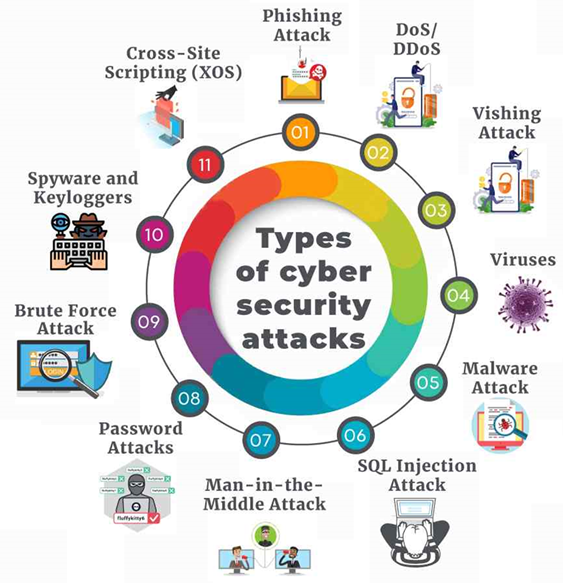 Phishing
Attack
01
DoS/
DDoS
02
Vishing
Attack
03
Viruses
04
Malware
Attack
05
SQL Injection
Attack
06
Man-in-the-
Middle Attack
07
Password
Attacks
fluffykitty6
08
Brute Force
Attack
09
Spyware and
Keyloggers
10
Cross-Site
Scripting (XOS)
11
Types
of cyber
security
attacks